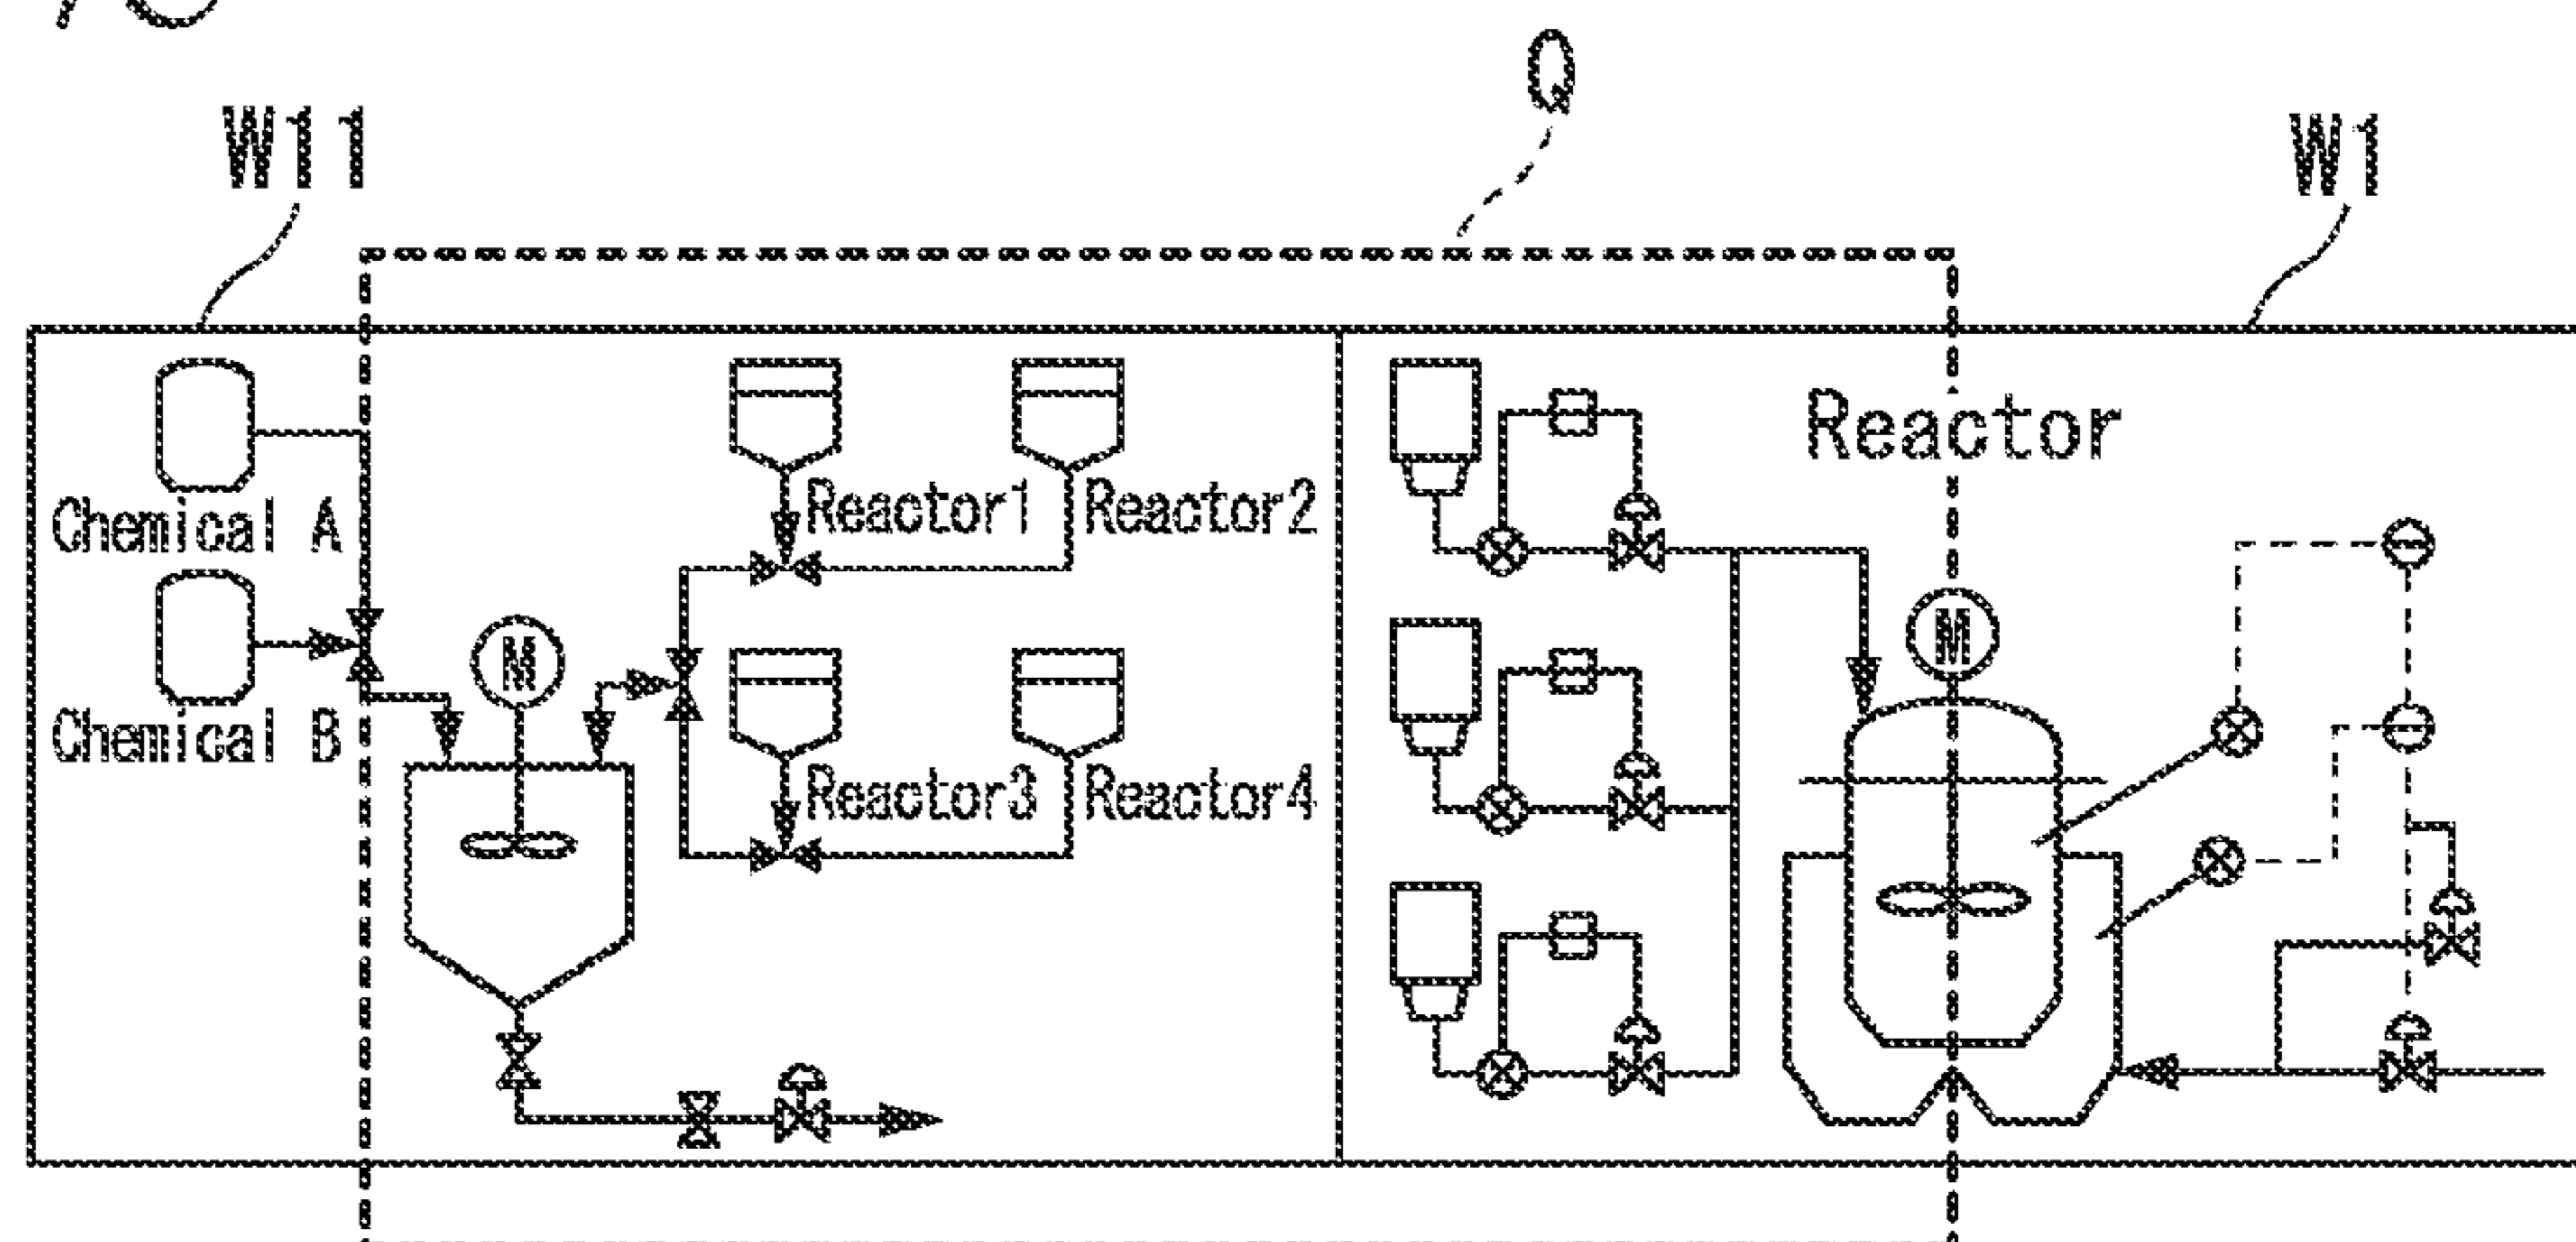 Q
W11
W1
Reactor
Chemical A
Reactor1
Reactor2
M
M
Chemical B
Reactor3
Reactor4